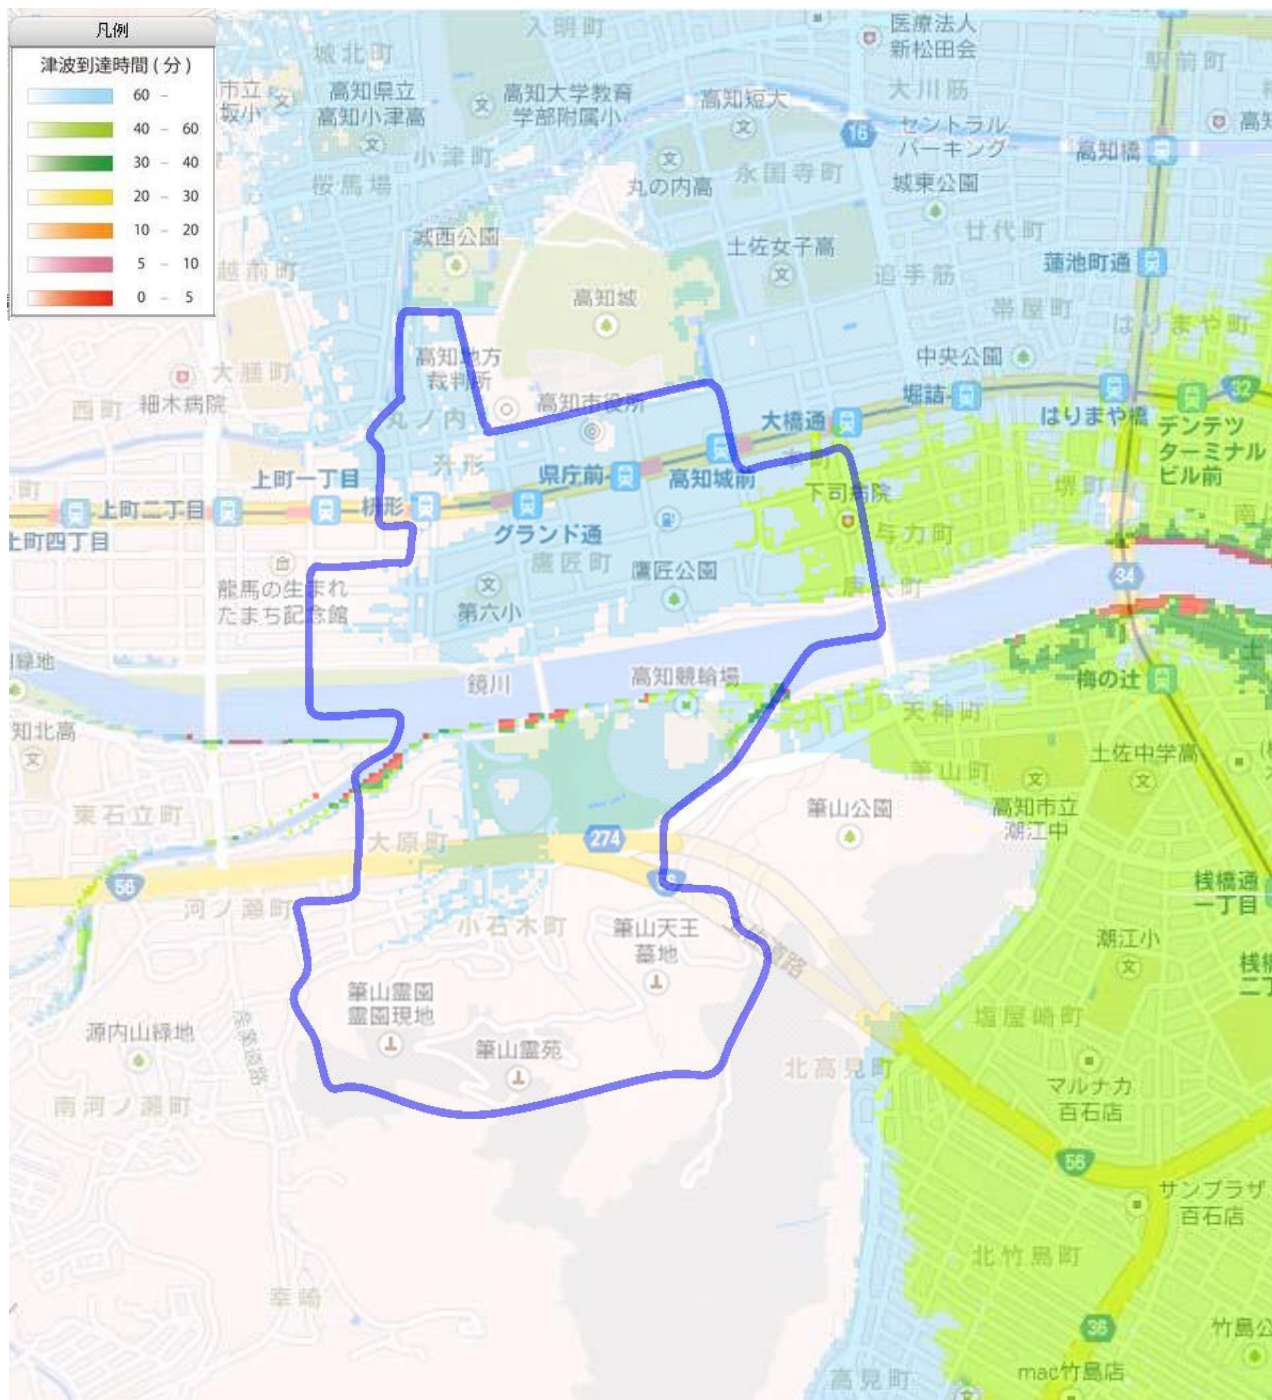 凡例
津波到達時間 ( 分 )
60 -
40 - 60
30 - 40
20 - 30
10 - 20
5 - 10
0 - 5
入明町
城北町
医療法人
新松田会
駅前町
市立
坂小
高知県立
高知小津高
高知大学教育
学部附属小
高知短大
大川筋
16
セントラル
パーキング
高知橋
小津町
桜馬場
丸の内高
永国寺町
城東公園
廿代町
城西公園
土佐女子高
追手筋
蓮池町通
越前町
高知城
帯屋町
はりまや町
中央公園
高知地方
裁判所
大膳町
西町
細木病院
高知市役所
丸ノ内
堀詰
大橋通
はりまや橋
32
デンテツ
ターミナル
ビル前
升形
県庁前
高知城前
本町
上町一丁目
上町二丁目
枡形
グランド通
下司病院
堺町
上町四丁目
与力町
鷹匠町
鷹匠公園
龍馬の生まれ
たまち記念館
第六小
唐人町
34
緑地
鏡川
高知競輪場
梅の辻
天神町
知北高
土佐中学高
筆山町
東石立町
筆山公園
高知市立
潮江中
大原町
274
56
河ノ瀬町
桟橋通
一丁目
小石木町
筆山天王
墓地
土佐道路
潮江小
筆山霊園
霊園現地
源内山緑地
産業道路
筆山霊苑
塩屋崎町
北高見町
マルナカ
百石店
南河ノ瀬町
56
サンプラザ
百石店
北竹島町
幸崎
36
竹島公
mac竹島店
高見町